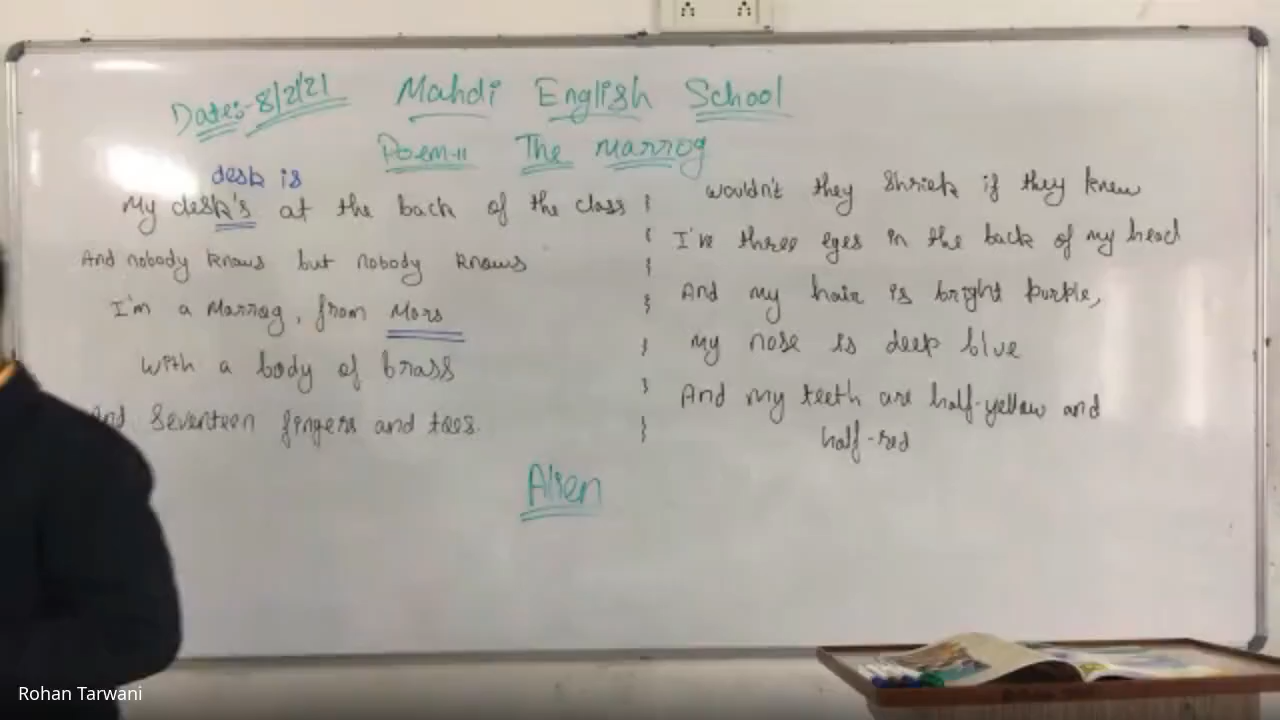 Date:- 8/2/21
Mahdi English School
Poem-11 The Marrog
desk is
My desk's at the back of the class
And nobody knows but nobody knows
I'm a Marrog, from Mars
With a body of brass
And Seventeen fingers and toes.
wouldn't they Shriek if they knew
I've three eyes in the back of my head
And my hair is bright purple,
My nose is deep blue
And my teeth are half-yellow and
half-red
Alien
Rohan Tarwani